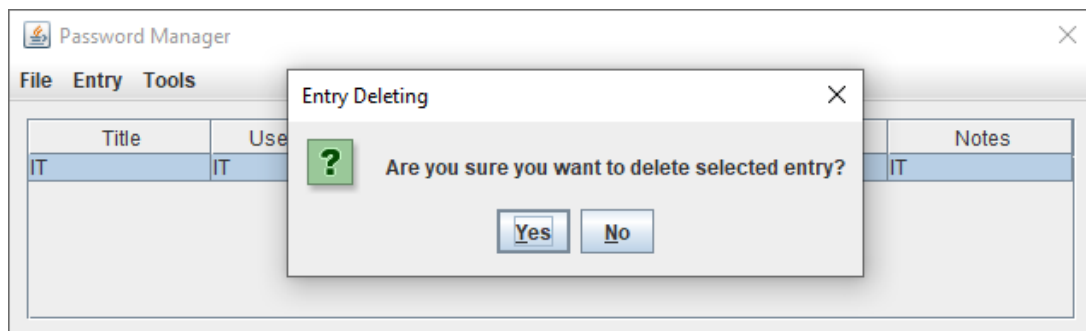 Password Manager
File Entry Tools
Entry Deleting
Title Use Notes
IT IT IT
Are you sure you want to delete selected entry?
Yes No